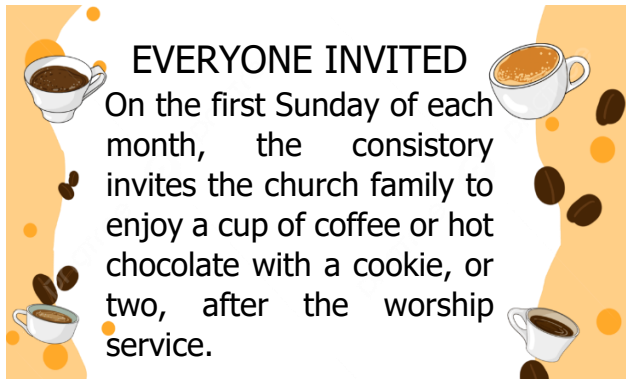 EVERYONE INVITED
On the first Sunday of each
month, the consistory
invites the church family to
enjoy a cup of coffee or hot
chocolate with a cookie, or
two, after the worship
service.